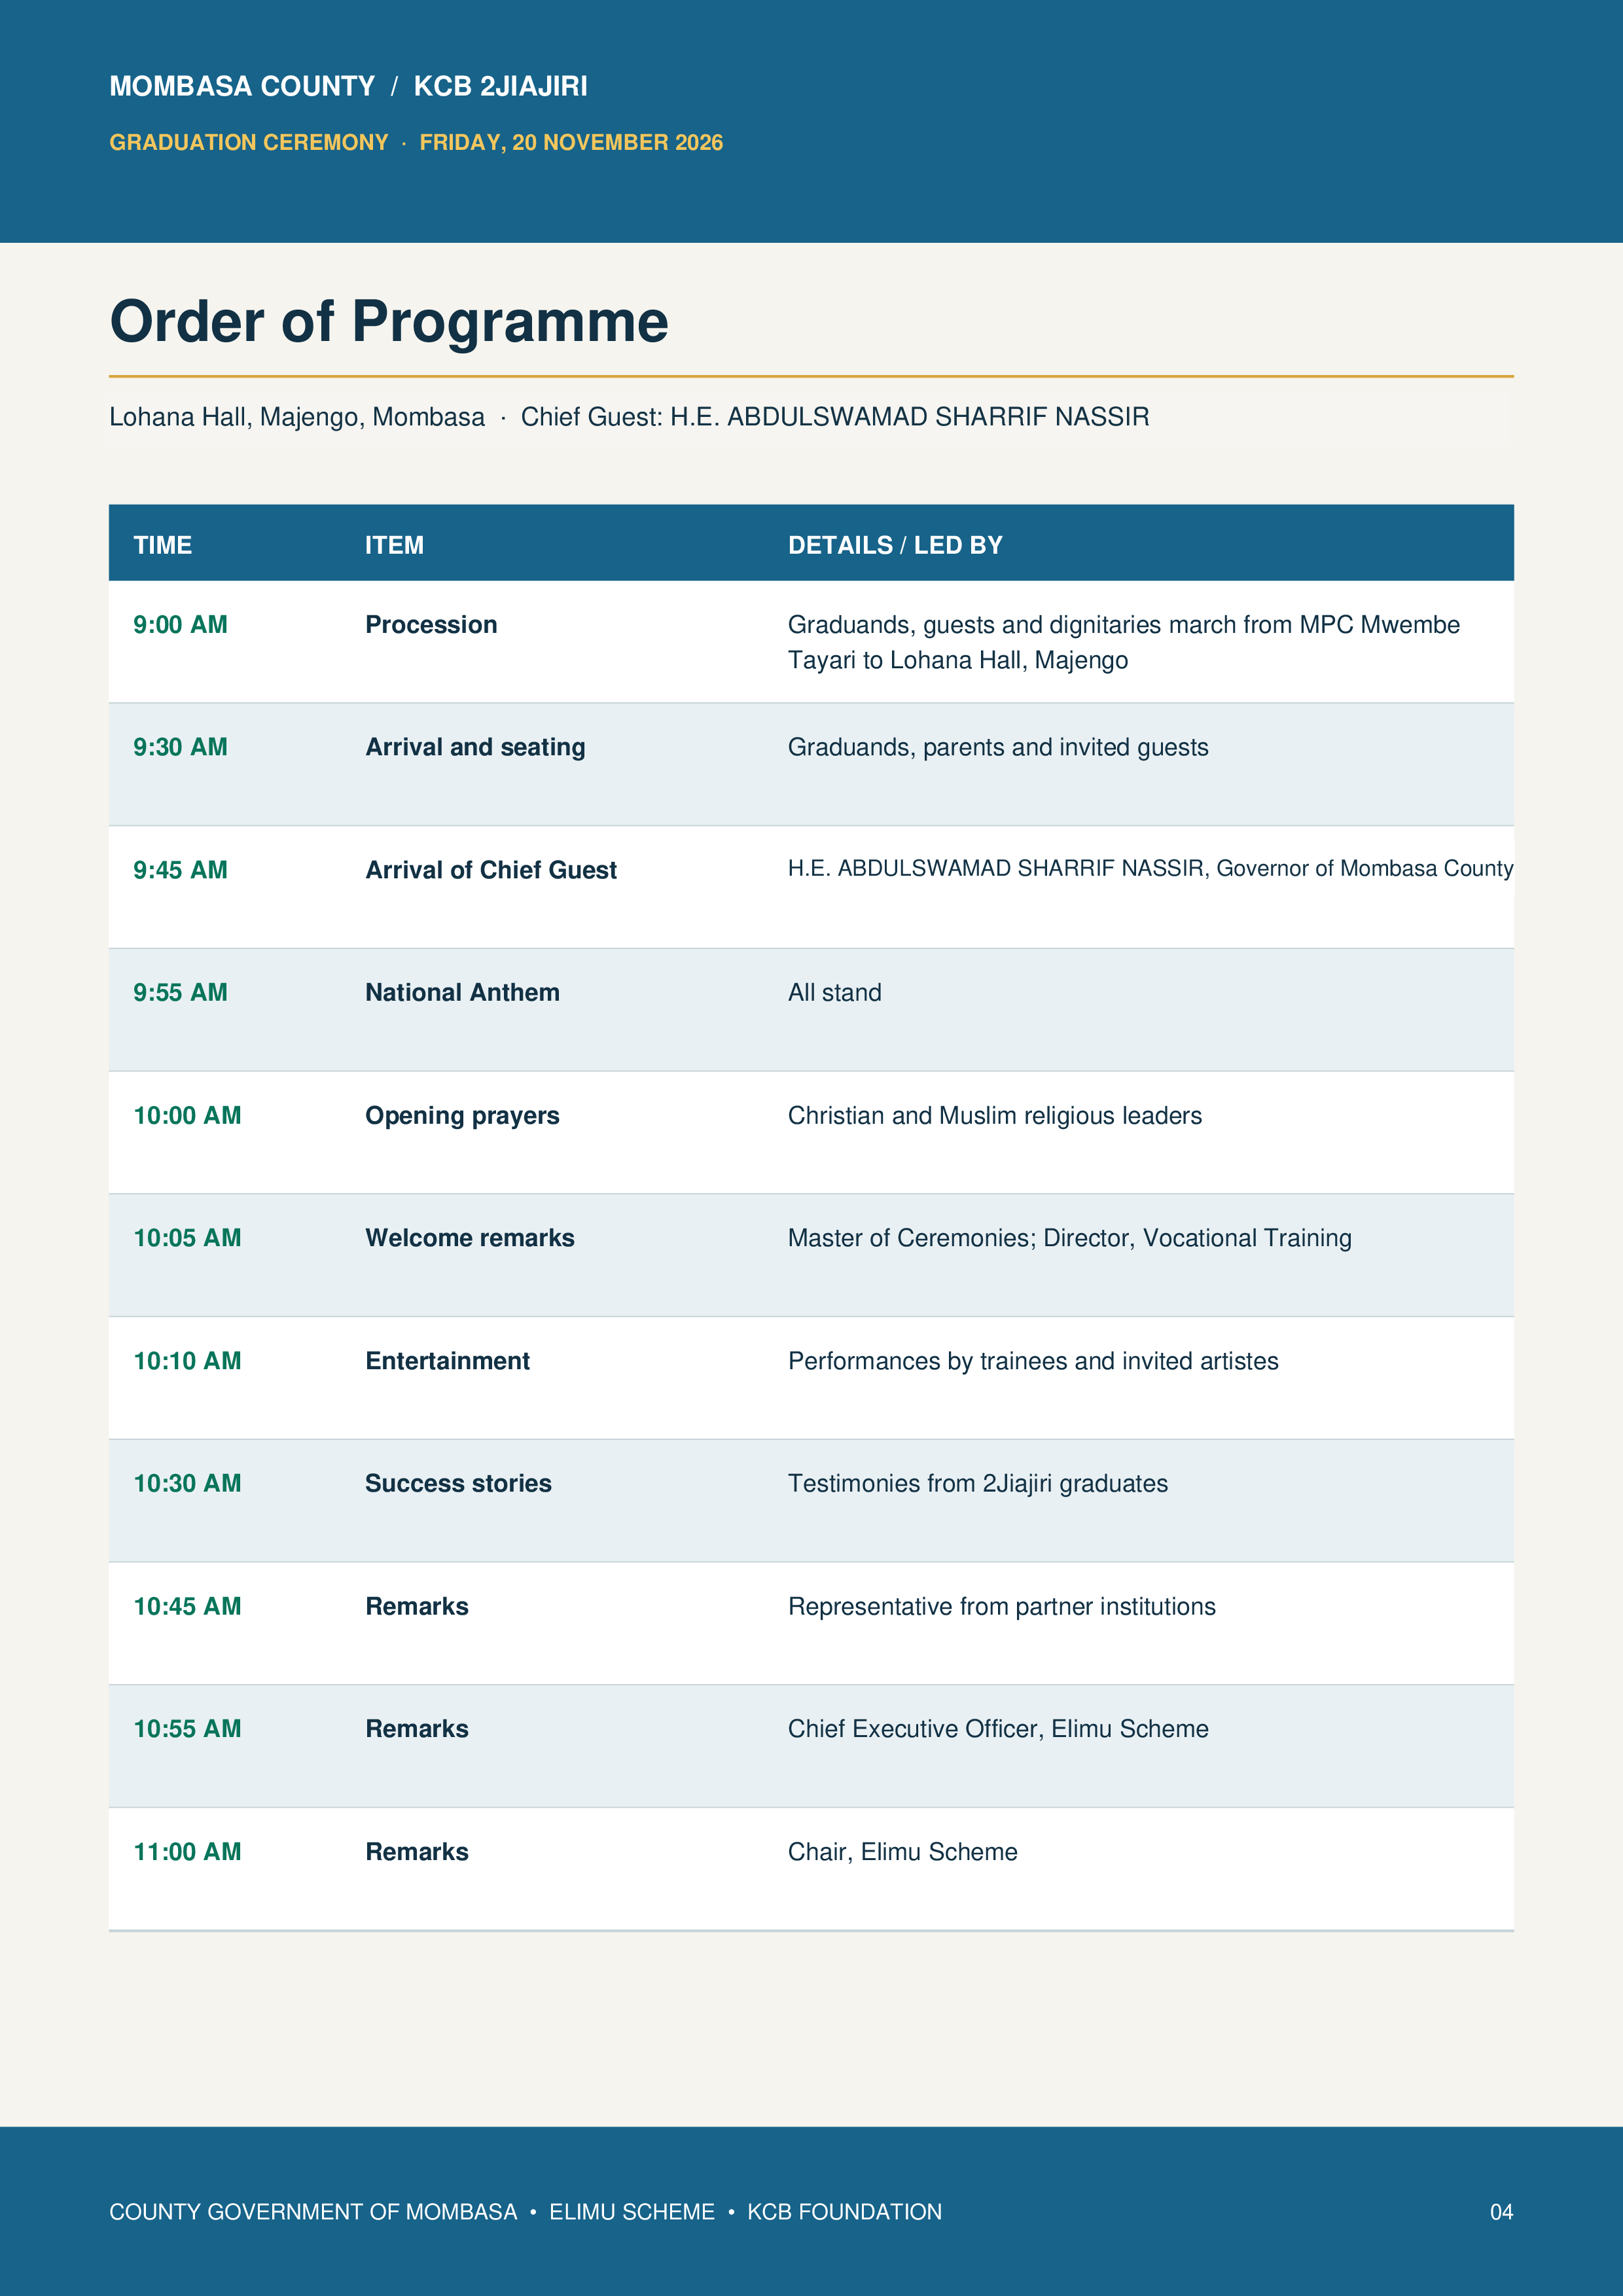 MOMBASA COUNTY / KCB 2JIAJIRI
GRADUATION CEREMONY · FRIDAY, 20 NOVEMBER 2026
Order of Programme
Lohana Hall, Majengo, Mombasa · Chief Guest: H.E. ABDULSWAMAD SHARRIF NASSIR
TIME ITEM DETAILS / LED BY
9:00 AM Procession Graduands, guests and dignitaries march from MPC Mwembe
Tayari to Lohana Hall, Majengo
9:30 AM Arrival and seating Graduands, parents and invited guests
9:45 AM Arrival of Chief Guest H.E. ABDULSWAMAD SHARRIF NASSIR, Governor of Mombasa County
9:55 AM National Anthem All stand
10:00 AM Opening prayers Christian and Muslim religious leaders
10:05 AM Welcome remarks Master of Ceremonies; Director, Vocational Training
10:10 AM Entertainment Performances by trainees and invited artistes
10:30 AM Success stories Testimonies from 2Jiajiri graduates
10:45 AM Remarks Representative from partner institutions
10:55 AM Remarks Chief Executive Officer, Elimu Scheme
11:00 AM Remarks Chair, Elimu Scheme
COUNTY GOVERNMENT OF MOMBASA • ELIMU SCHEME • KCB FOUNDATION 04